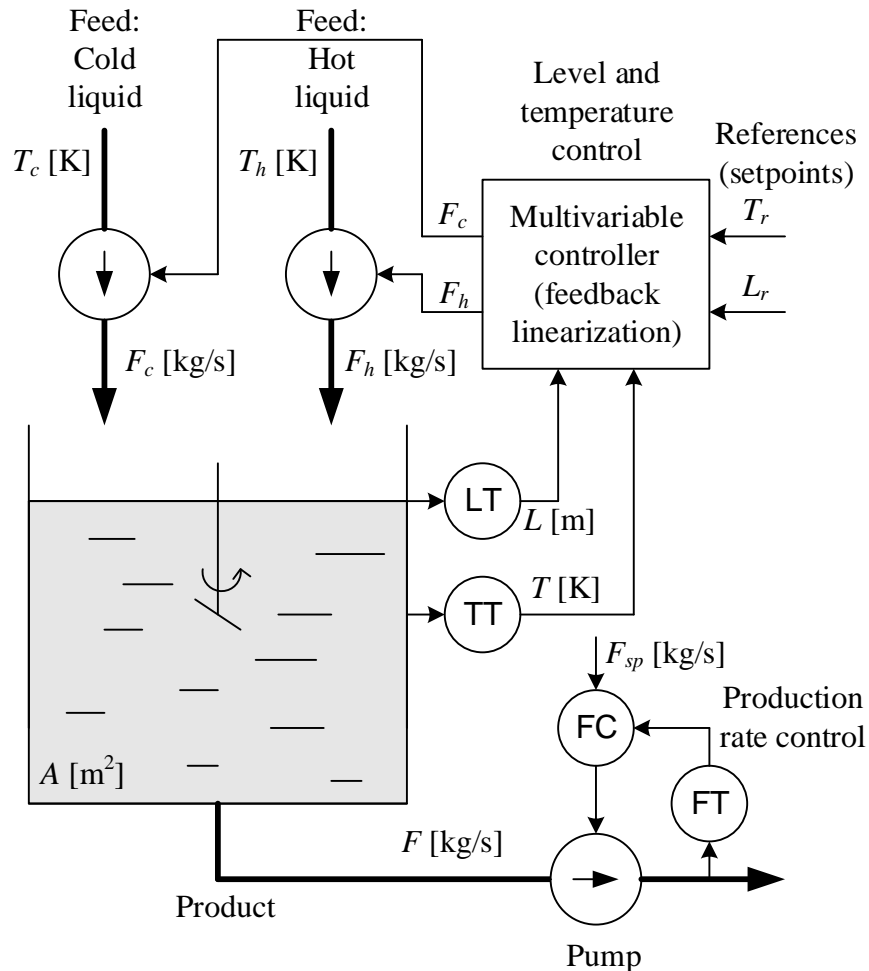 Feed:
Cold
liquid
Feed:
Hot
liquid
Level and
temperature
control
References
(setpoints)
T_c [K]
T_h [K]
F_c
F_h
Multivariable
controller
(feedback
linearization)
T_r
L_r
F_c [kg/s]
F_h [kg/s]
LT
L [m]
TT
T [K]
F_sp [kg/s]
FC
Production
rate control
FT
A [m²]
F [kg/s]
Product
Pump